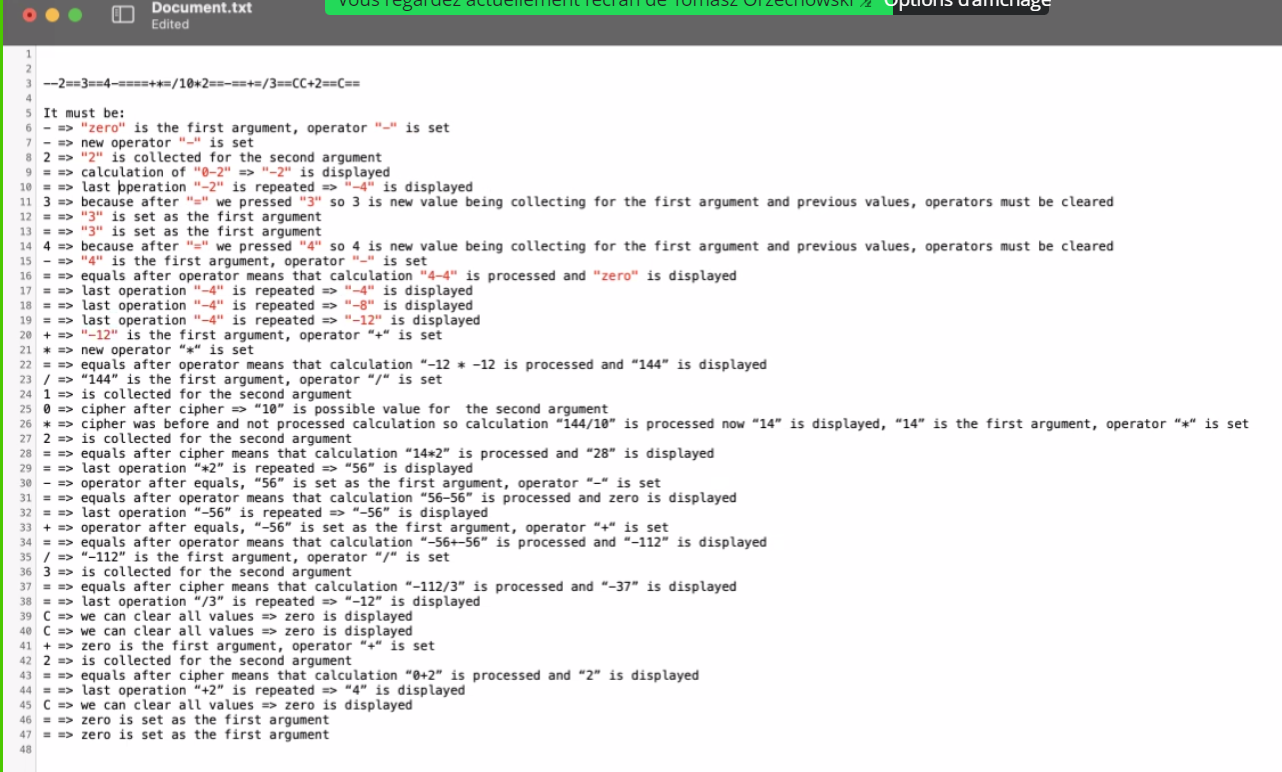 Vous regardez actuellement l'écran de Tomasz Orzechowski
Options d'affichage
Document.txt
Edited
1
2
3 --2==3==4-====+*=/10*2==-==+=/3==CC+2==C==
4
5 It must be:
6 - => "zero" is the first argument, operator "-" is set
7 - => new operator "-" is set
8 2 => "2" is collected for the second argument
9 = => calculation of "0-2" => "-2" is displayed
10 = => last operation "-2" is repeated => "-4" is displayed
11 3 => because after "=" we pressed "3" so 3 is new value being collecting for the first argument and previous values, operators must be cleared
12 = => "3" is set as the first argument
13 = => "3" is set as the first argument
14 4 => because after "=" we pressed "4" so 4 is new value being collecting for the first argument and previous values, operators must be cleared
15 - => "4" is the first argument, operator "-" is set
16 = => equals after operator means that calculation "4-4" is processed and "zero" is displayed
17 = => last operation "-4" is repeated => "-4" is displayed
18 = => last operation "-4" is repeated => "-8" is displayed
19 = => last operation "-4" is repeated => "-12" is displayed
20 + => "-12" is the first argument, operator “+“ is set
21 * => new operator “*“ is set
22 = => equals after operator means that calculation “-12 * -12 is processed and “144” is displayed
23 / => “144” is the first argument, operator “/“ is set
24 1 => is collected for the second argument
25 0 => cipher after cipher => “10” is possible value for  the second argument
26 * => cipher was before and not processed calculation so calculation “144/10” is processed now “14” is displayed, “14” is the first argument, operator “*“ is set
27 2 => is collected for the second argument
28 = => equals after cipher means that calculation “14*2” is processed and “28” is displayed
29 = => last operation “*2” is repeated => “56” is displayed
30 - => operator after equals, “56” is set as the first argument, operator “-“ is set
31 = => equals after operator means that calculation “56-56” is processed and zero is displayed
32 = => last operation “-56” is repeated => “-56” is displayed
33 + => operator after equals, “-56” is set as the first argument, operator “+“ is set
34 = => equals after operator means that calculation “-56+-56” is processed and “-112” is displayed
35 / => “-112” is the first argument, operator “/“ is set
36 3 => is collected for the second argument
37 = => equals after cipher means that calculation “-112/3” is processed and “-37” is displayed
38 = => last operation “/3” is repeated => “-12” is displayed
39 C => we can clear all values => zero is displayed
40 C => we can clear all values => zero is displayed
41 + => zero is the first argument, operator “+“ is set
42 2 => is collected for the second argument
43 = => equals after cipher means that calculation “0+2” is processed and “2” is displayed
44 = => last operation “+2” is repeated => “4” is displayed
45 C => we can clear all values => zero is displayed
46 = => zero is set as the first argument
47 = => zero is set as the first argument
48